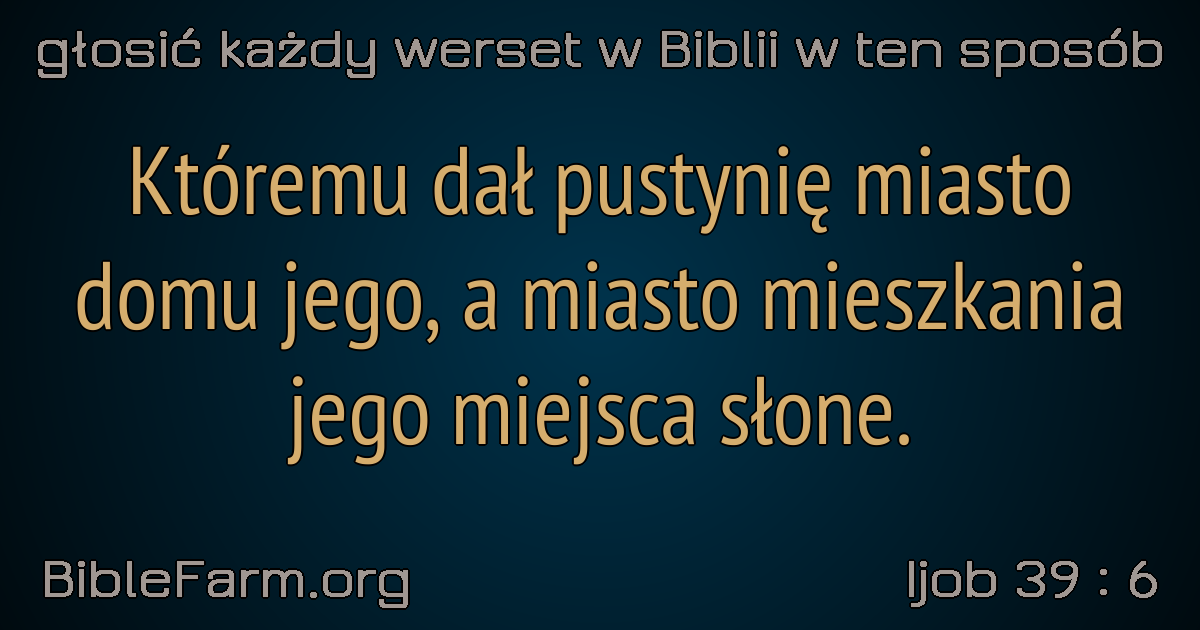 głosić każdy werset w Biblii w ten sposób
Któremu dał pustynię miasto
domu jego, a miasto mieszkania
jego miejsca słone.
BibleFarm.org
Ijob 39 : 6